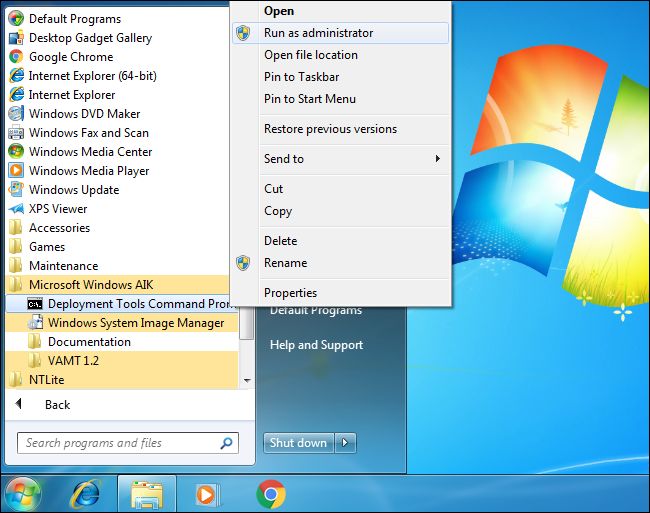 Default Programs
Desktop Gadget Gallery
Google Chrome
Internet Explorer (64-bit)
Internet Explorer
Windows DVD Maker
Windows Fax and Scan
Windows Media Center
Windows Media Player
Windows Update
XPS Viewer
Accessories
Games
Maintenance
Microsoft Windows AIK
Deployment Tools Command
Windows System Image Manager
Documentation
VAMT 1.2
NTLite
Back
Search programs and files
Open
Run as administrator
Open file location
Pin to Taskbar
Pin to Start Menu
Restore previous versions
Send to
Cut
Copy
Delete
Rename
Properties
Default Programs
Help and Support
Shut down